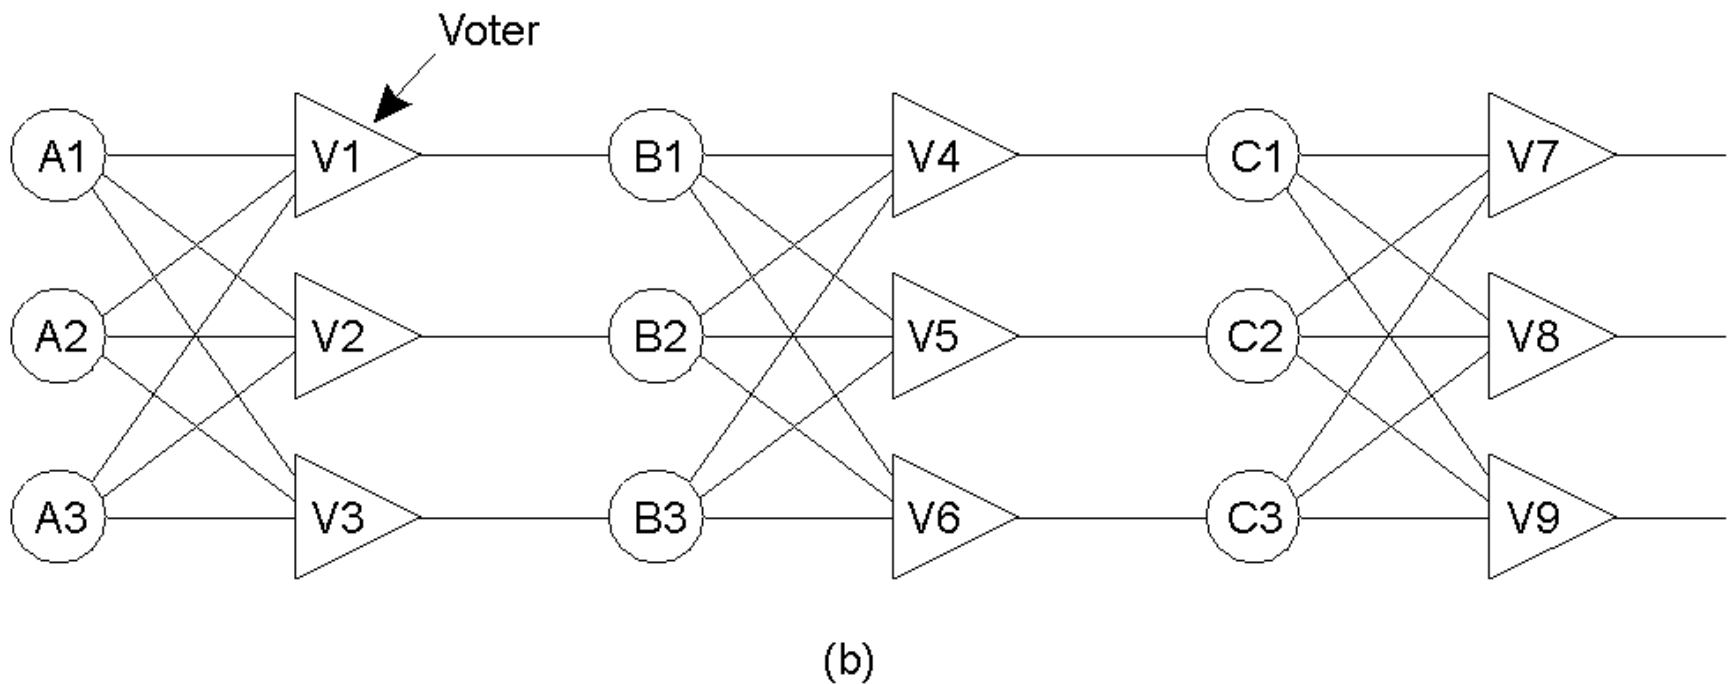 Voter
A1 V1 B1 V4 C1 V7
A2 V2 B2 V5 C2 V8
A3 V3 B3 V6 C3 V9
(b)